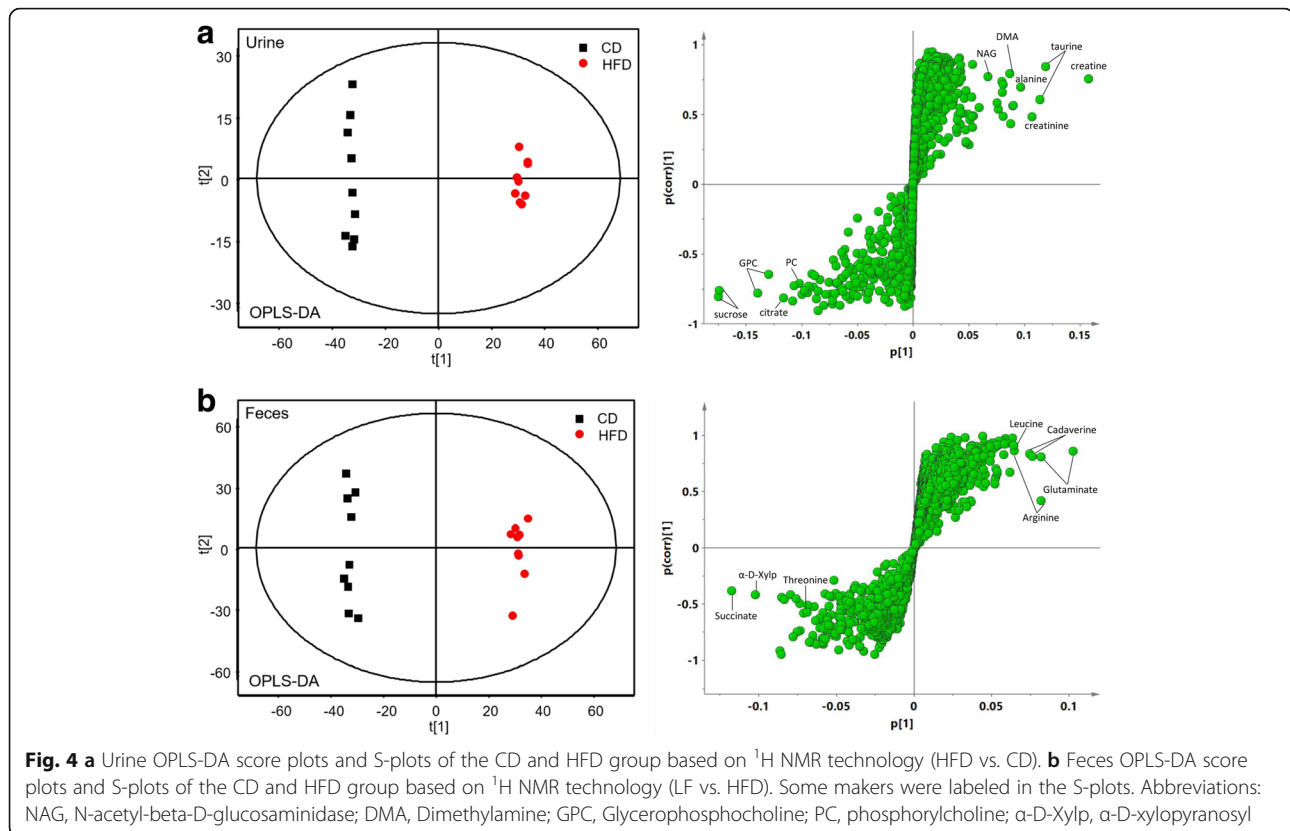 a
Urine
CD
HFD
30
15
0
-15
-30
t[2]
OPLS-DA
-60 -40 -20 0 20 40 60
t[1]
1
0.5
0
-0.5
-1
p(corr)[1]
NAG
DMA
taurine
alanine
creatine
creatinine
GPC
PC
sucrose
citrate
-0.15 -0.1 -0.05 0 0.05 0.1 0.15
p[1]
b
Feces
CD
HFD
60
30
0
-30
-60
t[2]
OPLS-DA
-60 -40 -20 0 20 40 60
t[1]
1
0.5
0
-0.5
-1
p(corr)[1]
Leucine
Cadaverine
Glutaminate
Arginine
α-D-Xylp
Threonine
Succinate
-0.1 -0.05 0 0.05 0.1
p[1]
Fig. 4 a Urine OPLS-DA score plots and S-plots of the CD and HFD group based on ¹H NMR technology (HFD vs. CD). b Feces OPLS-DA score
plots and S-plots of the CD and HFD group based on ¹H NMR technology (LF vs. HFD). Some makers were labeled in the S-plots. Abbreviations:
NAG, N-acetyl-beta-D-glucosaminidase; DMA, Dimethylamine; GPC, Glycerophosphocholine; PC, phosphorylcholine; α-D-Xylp, α-D-xylopyranosyl